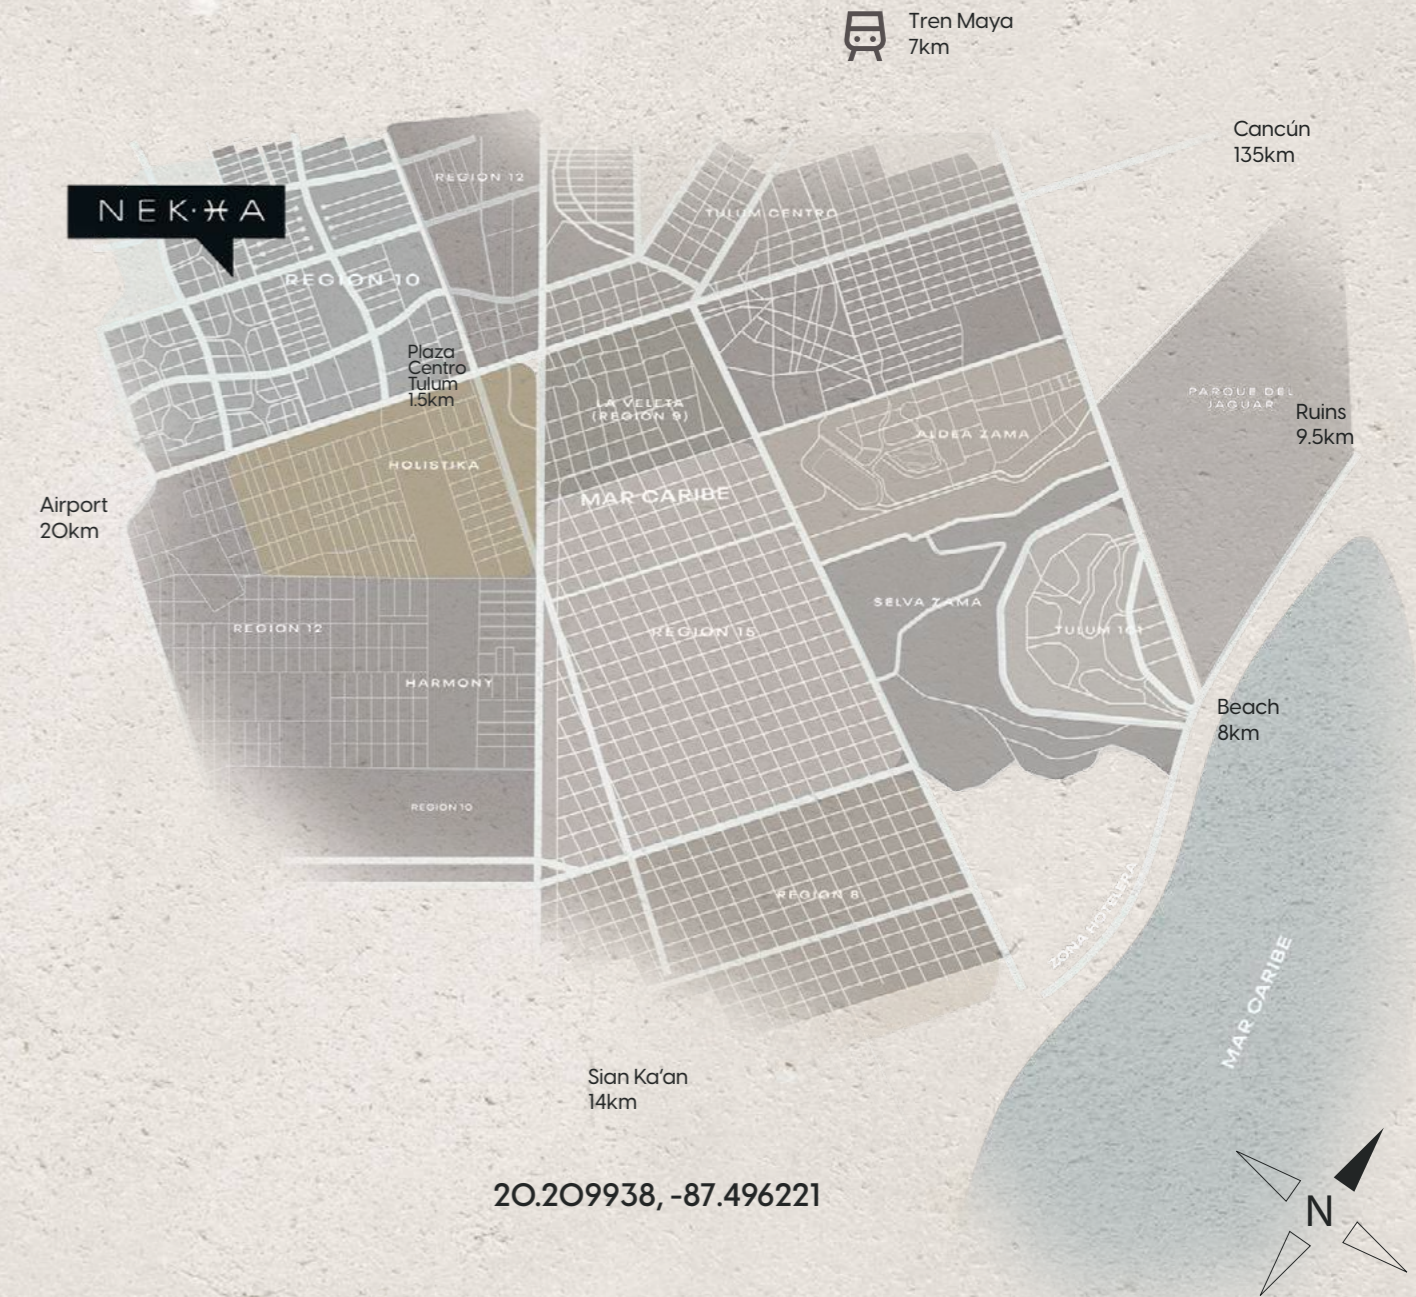 Tren Maya
7km
Cancún
135km
NEK·HA
REGION 12
TULUM CENTRO
REGION 10
Plaza
Centro
Tulum
1.5km
LA VELETA
(REGION 9)
PARQUE DEL
JAGUAR
Ruins
9.5km
ALDEA ZAMA
HOLISTIKA
MAR CARIBE
Airport
20km
SELVA ZAMA
REGION 12
REGION 15
TULUM 101
HARMONY
Beach
8km
REGION 10
REGION 8
ZONA HOTELERA
MAR CARIBE
Sian Ka'an
14km
20.209938, -87.496221
N